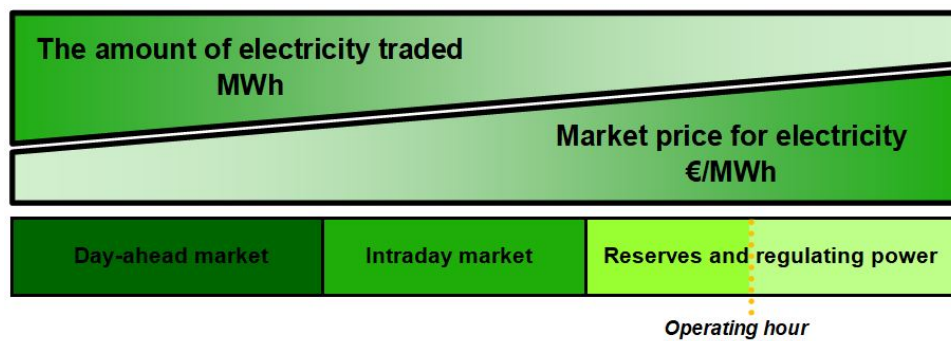 The amount of electricity traded
MWh
Market price for electricity
€/MWh
Day-ahead market
Intraday market
Reserves and regulating power
Operating hour